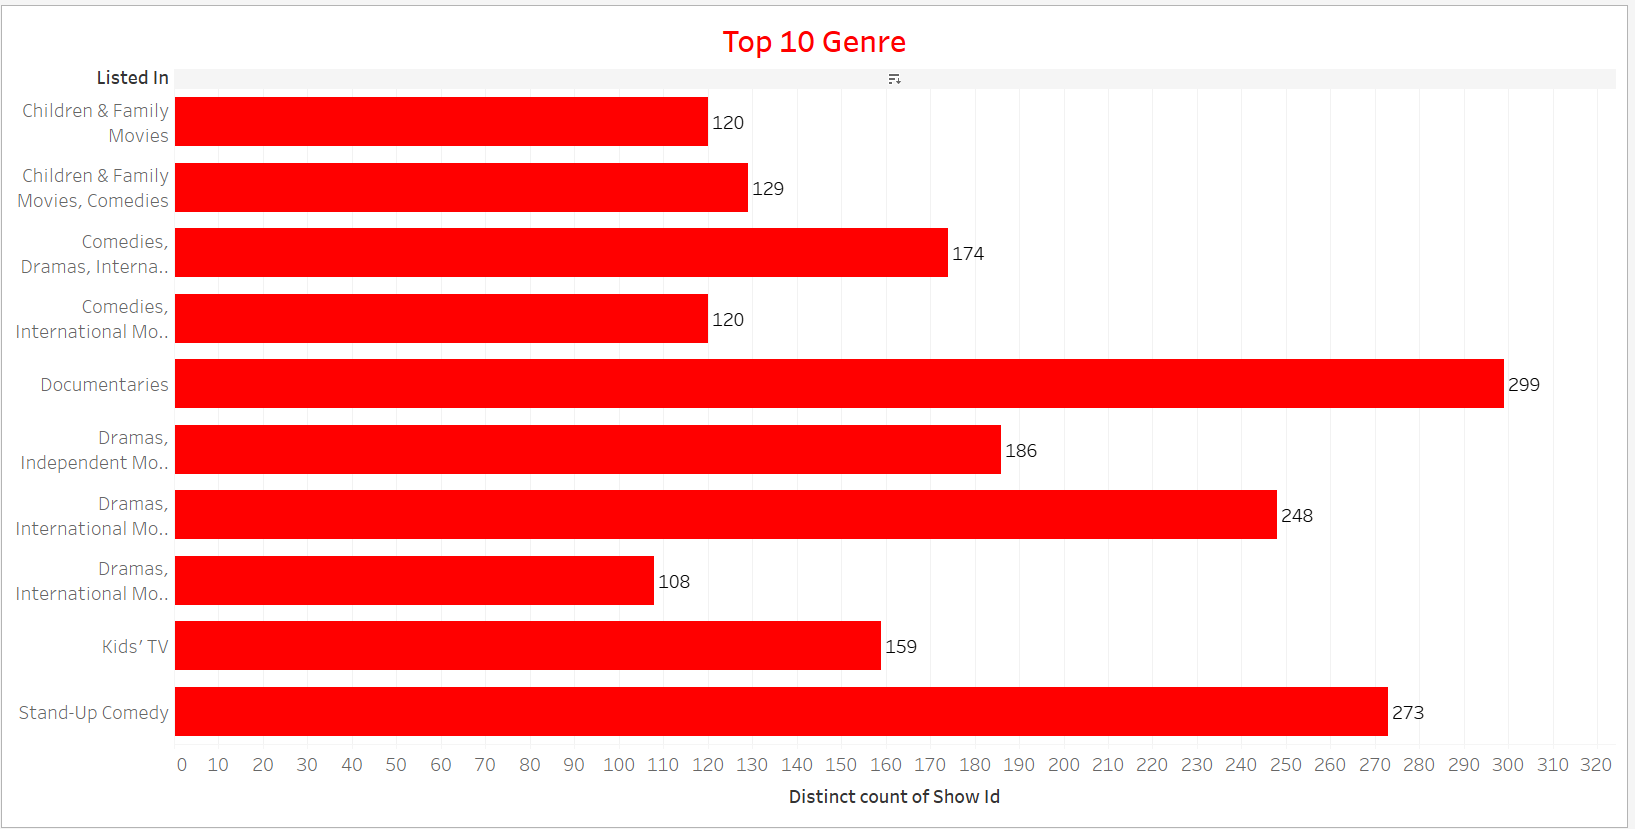 Top 10 Genre
Listed In
Children & Family
Movies
120
Children & Family
Movies, Comedies
129
Comedies,
Dramas, Interna..
174
Comedies,
International Mo..
120
Documentaries
299
Dramas,
Independent Mo..
186
Dramas,
International Mo..
248
Dramas,
International Mo..
108
Kids’ TV
159
Stand-Up Comedy
273
0 10 20 30 40 50 60 70 80 90 100 110 120 130 140 150 160 170 180 190 200 210 220 230 240 250 260 270 280 290 300 310 320
Distinct count of Show Id